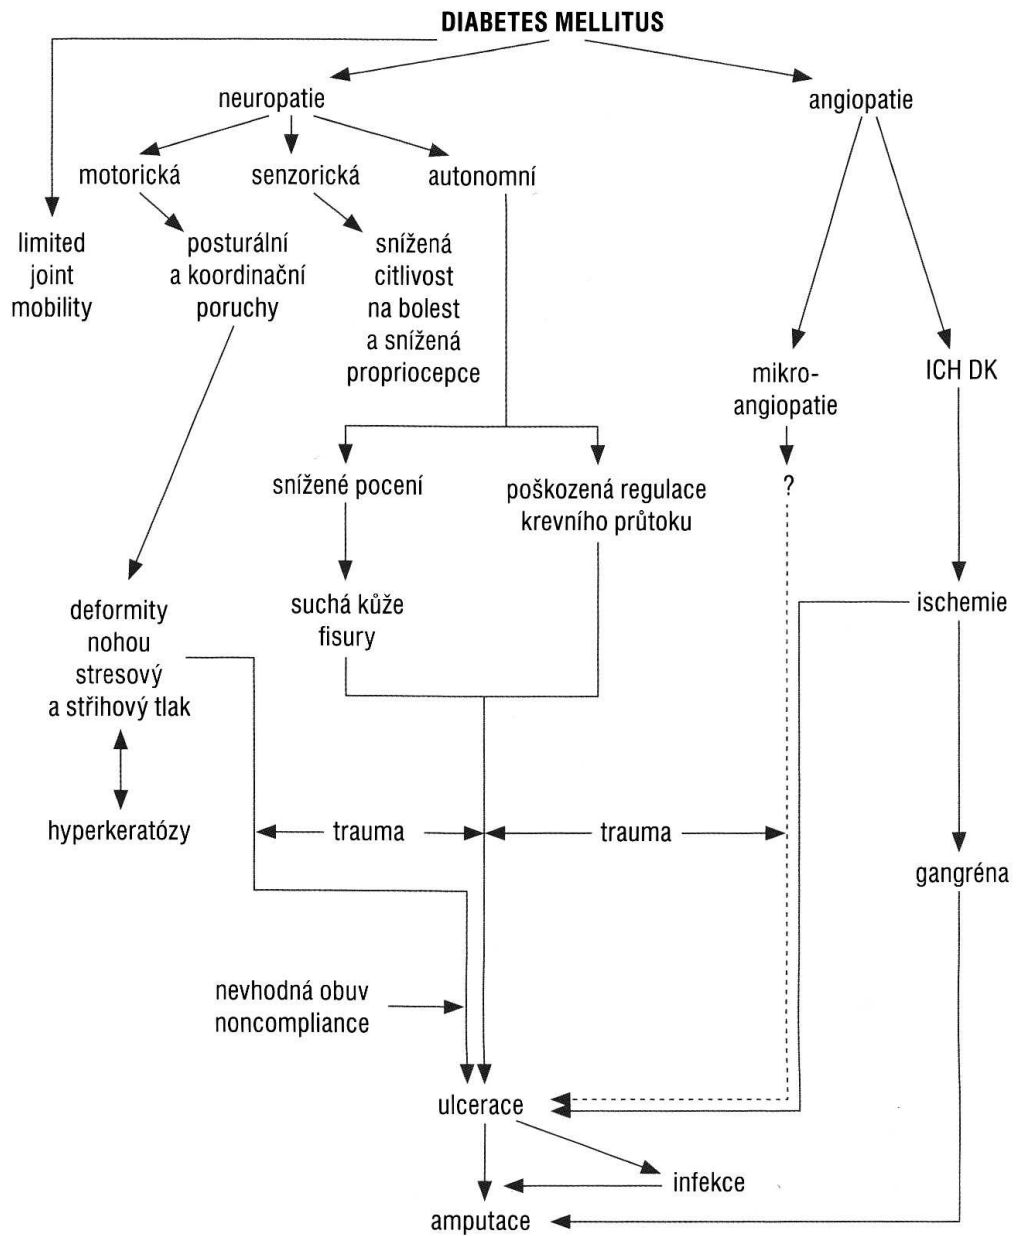 DIABETES MELLITUS
neuropatie
angiopatie
motorická
senzorická
autonomní
limited
joint
mobility
posturální
a koordinační
poruchy
snížená
citlivost
na bolest
a snížená
propriocepce
mikro-
angiopatie
ICH DK
snížené pocení
poškozená regulace
krevního průtoku
?
suchá kůže
fisury
ischemie
deformity
nohou
stresový
a střihový tlak
hyperkeratózy
trauma
trauma
gangréna
nevhodná obuv
noncompliance
ulcerace
infekce
amputace